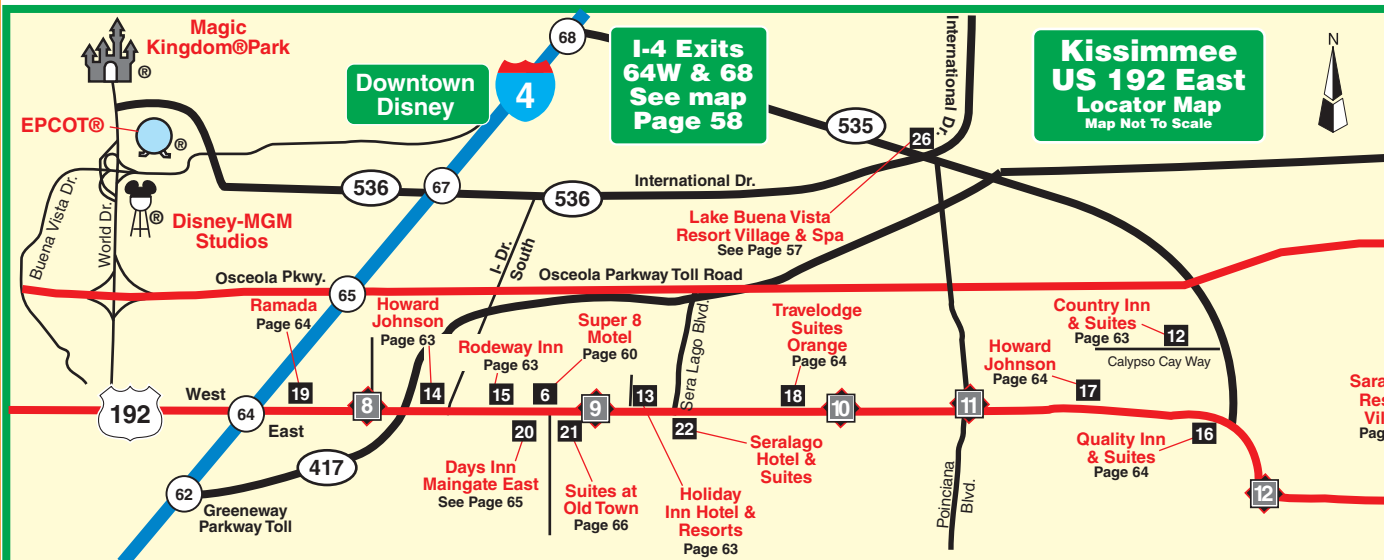 Magic
Kingdom®Park
®
EPCOT®
®
Disney-MGM
Studios
®
Buena Vista Dr.
World Dr.
Downtown
Disney
4
68
I-4 Exits
64W & 68
See map
Page 58
International Dr.
Kissimmee
US 192 East
Locator Map
Map Not To Scale
N
535
26
536
67
536
International Dr.
Lake Buena Vista
Resort Village & Spa
See Page 57
I- Dr.
South
Osceola Pkwy.
65
Osceola Parkway Toll Road
Ramada
Page 64
Howard
Johnson
Page 63
Rodeway Inn
Page 63
Super 8
Motel
Page 60
Sera Lago Blvd.
Travelodge
Suites
Orange
Page 64
Country Inn
& Suites
Page 63
12
Calypso Cay Way
Howard
Johnson
Page 64
17
192
West
64
East
19
8
14
15
6
9
13
18
10
11
20
21
22
16
Days Inn
Maingate East
See Page 65
Suites at
Old Town
Page 66
Holiday
Inn Hotel &
Resorts
Page 63
Seralago
Hotel &
Suites
Poinciana
Blvd.
Quality Inn
& Suites
Page 64
12
Sara
Res
Vil
Pag
417
62
Greeneway
Parkway Toll